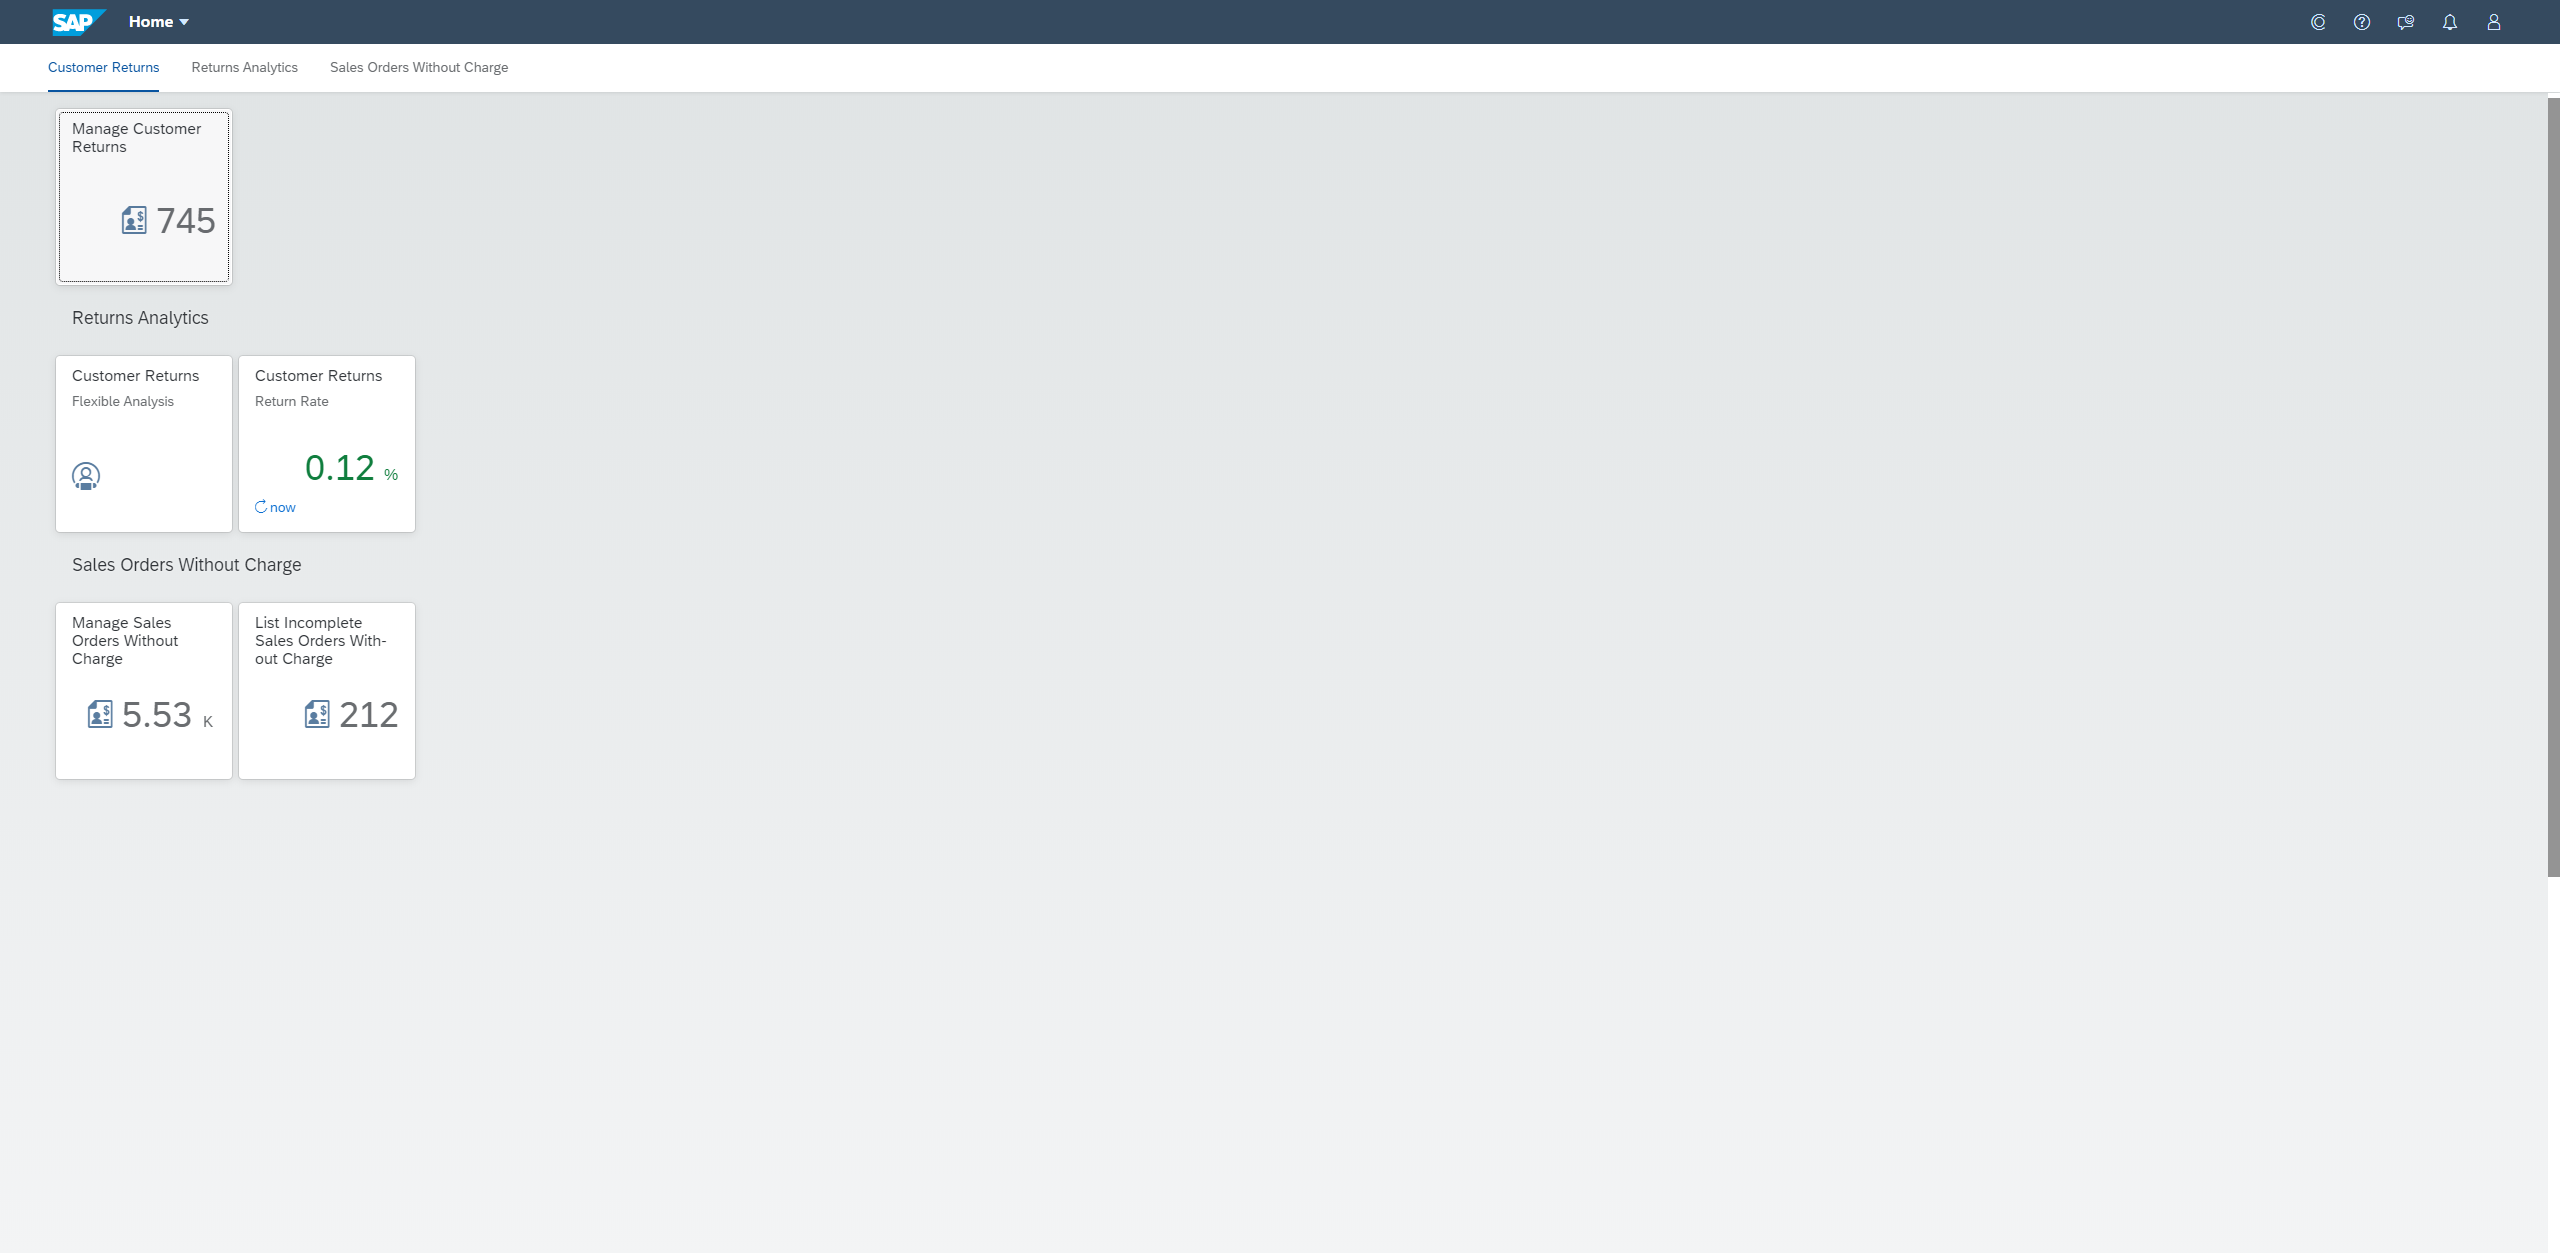 SAP Home
Customer Returns Returns Analytics Sales Orders Without Charge
Manage Customer
Returns
745
Returns Analytics
Customer Returns
Flexible Analysis
Customer Returns
Return Rate
0.12 %
now
Sales Orders Without Charge
Manage Sales
Orders Without
Charge
5.53 K
List Incomplete
Sales Orders With-
out Charge
212